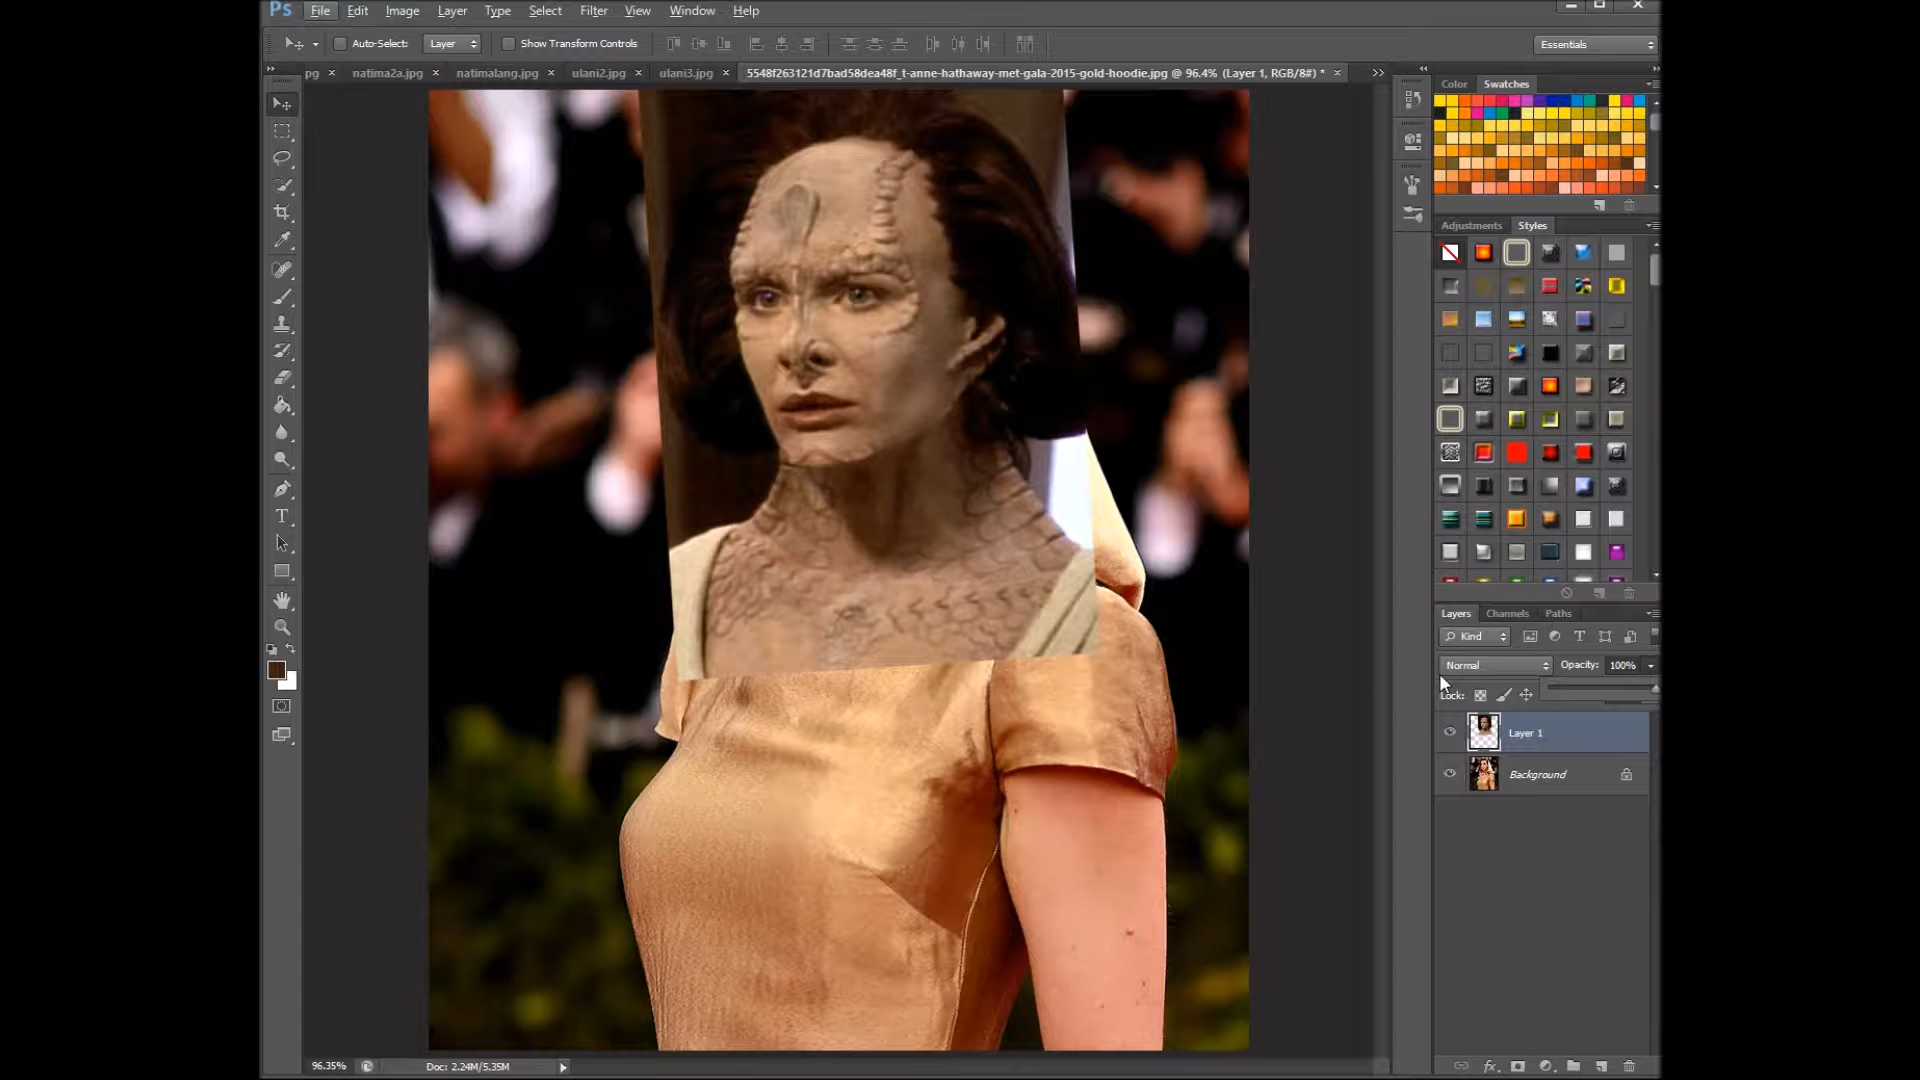 Ps File Edit Image Layer Type Select Filter View Window Help
Auto-Select: Layer Show Transform Controls Essentials
pg × natima2a.jpg × natimalang.jpg × ulani2.jpg × ulani3.jpg × 5548f263121d7bad58dea48f_t-anne-hathaway-met-gala-2015-gold-hoodie.jpg @ 96.4% (Layer 1, RGB/8#) * ×
Color Swatches
Adjustments Styles
Layers Channels Paths
Kind
Normal Opacity: 100%
Lock:
Layer 1
Background
96.35% Doc: 2.24M/5.35M